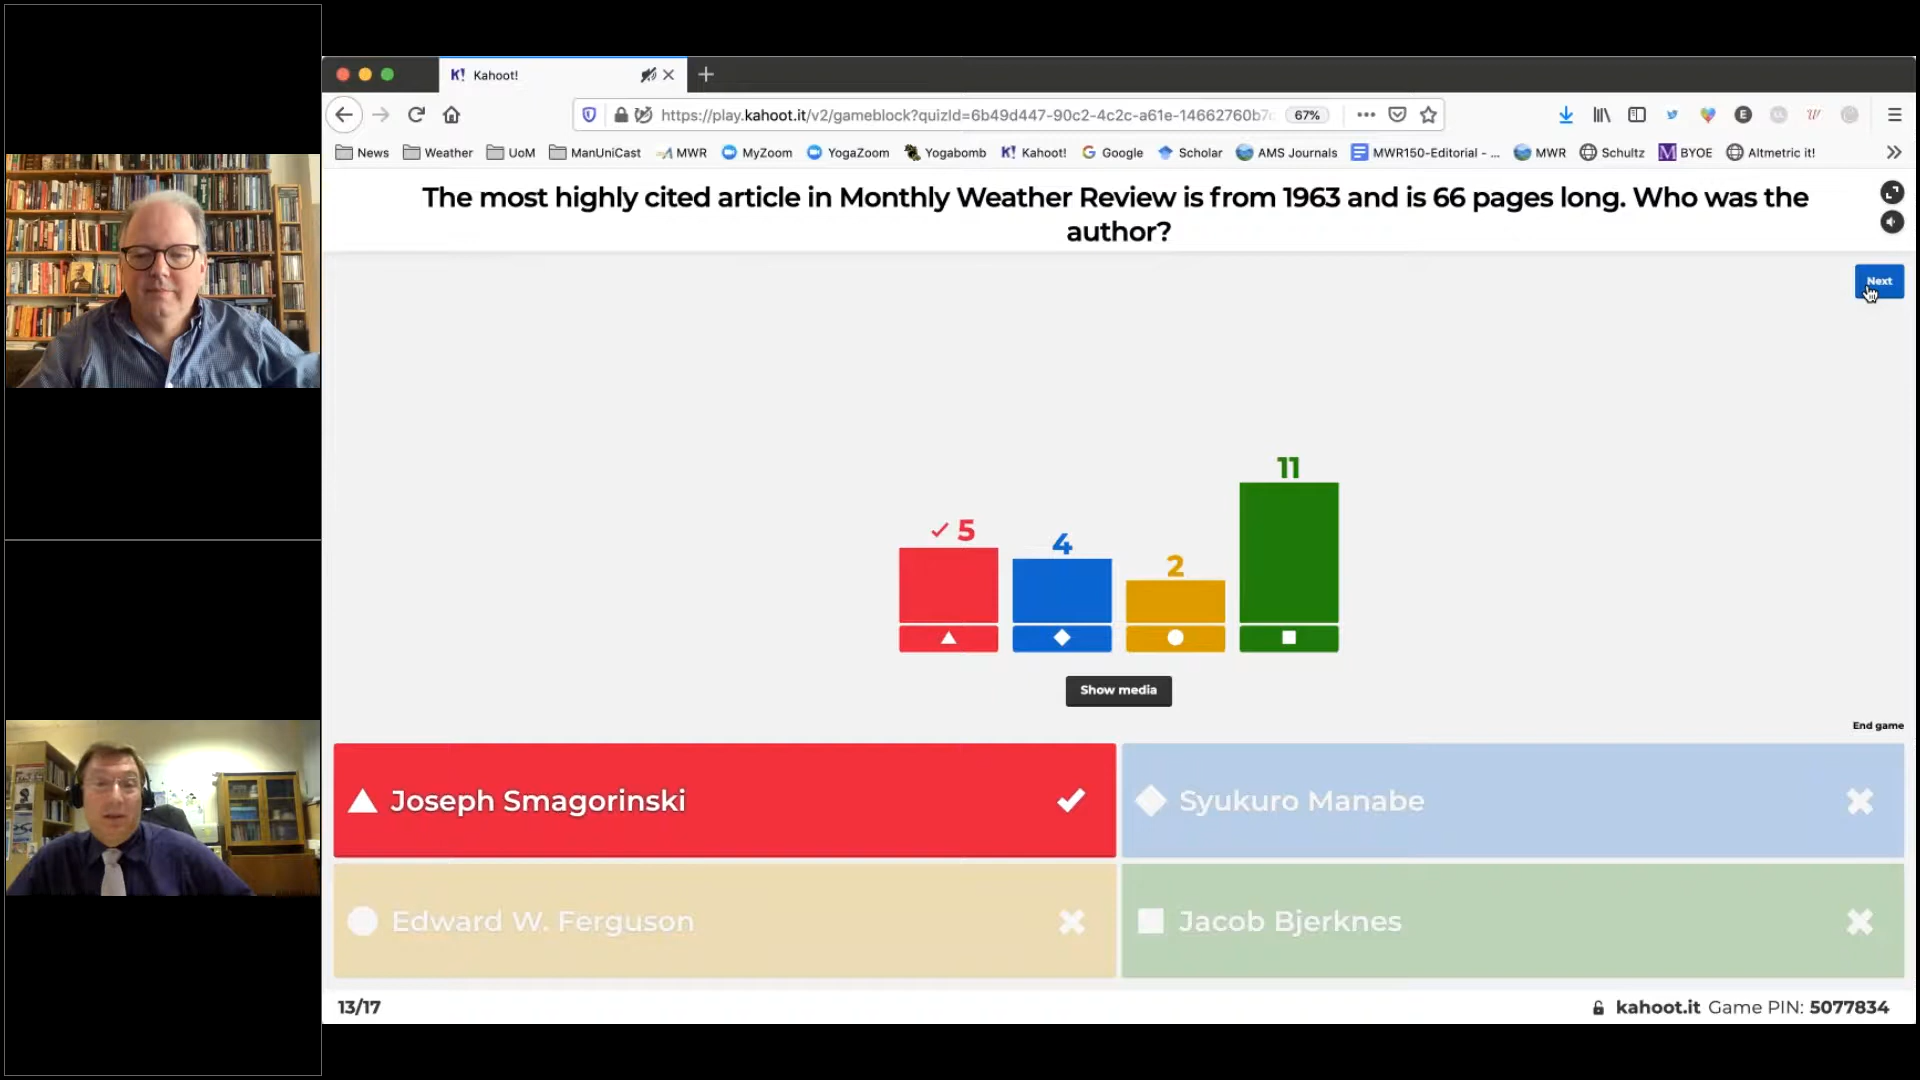 K! Kahoot!
https://play.kahoot.it/v2/gameblock?quizId=6b49d447-90c2-4c2c-a61e-14662760b7
67%
News Weather UoM ManUniCast MWR MyZoom YogaZoom Yogabomb K! Kahoot! Google Scholar AMS Journals MWR150-Editorial - ... MWR Schultz BYOE Altmetric it!
The most highly cited article in Monthly Weather Review is from 1963 and is 66 pages long. Who was the
author?
Next
5
4
2
11
Show media
End game
Joseph Smagorinski
Syukuro Manabe
Edward W. Ferguson
Jacob Bjerknes
13/17
kahoot.it Game PIN: 5077834